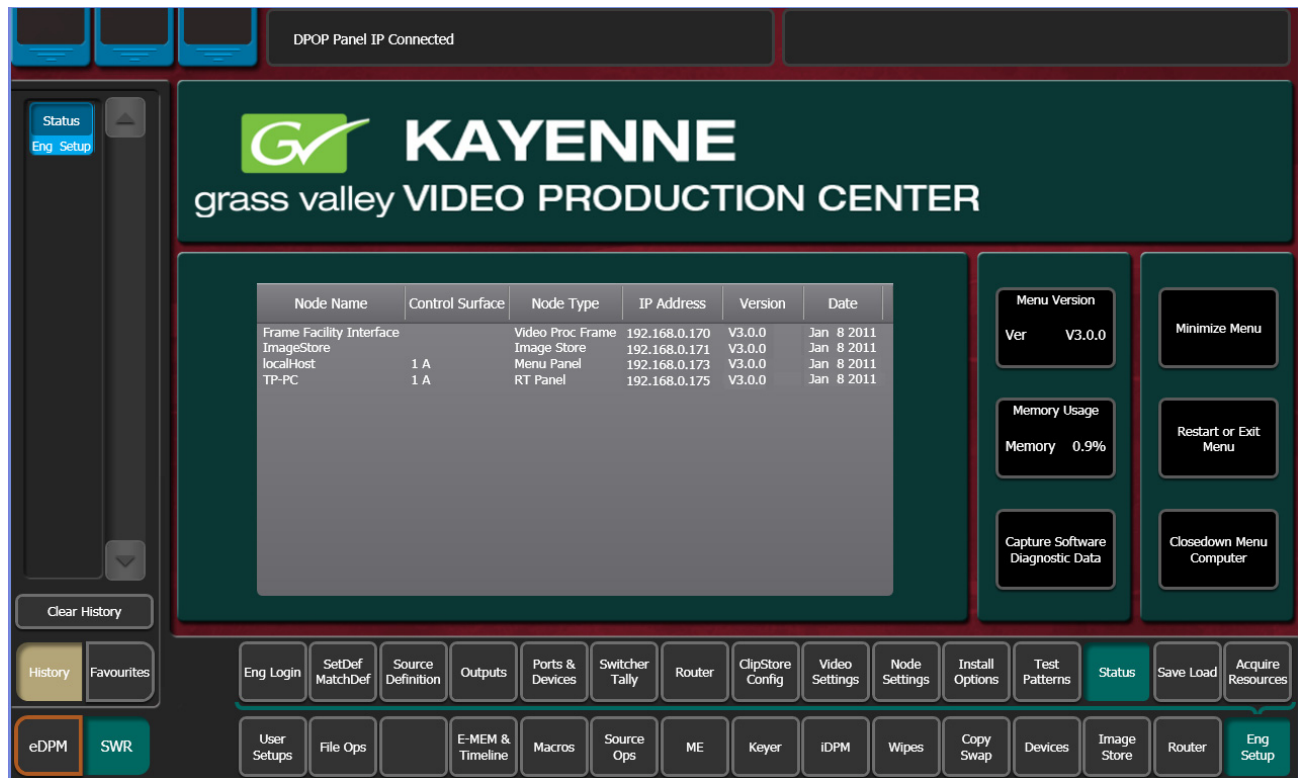 DPOP Panel IP Connected
Status
Eng Setup
Clear History
History
Favourites
eDPM
SWR
GV
grass valley
KAYENNE
VIDEO PRODUCTION CENTER
Node Name Control Surface Node Type IP Address Version Date
Frame Facility Interface Video Proc Frame 192.168.0.170 V3.0.0 Jan 8 2011
ImageStore Image Store 192.168.0.171 V3.0.0 Jan 8 2011
localHost 1 A Menu Panel 192.168.0.173 V3.0.0 Jan 8 2011
TP-PC 1 A RT Panel 192.168.0.175 V3.0.0 Jan 8 2011
Menu Version
Ver V3.0.0
Memory Usage
Memory 0.9%
Capture Software
Diagnostic Data
Minimize Menu
Restart or Exit
Menu
Closedown Menu
Computer
Eng Login
SetDef
MatchDef
Source
Definition
Outputs
Ports &
Devices
Switcher
Tally
Router
ClipStore
Config
Video
Settings
Node
Settings
Install
Options
Test
Patterns
Status
Save Load
Acquire
Resources
User
Setups
File Ops
E-MEM &
Timeline
Macros
Source
Ops
ME
Keyer
iDPM
Wipes
Copy
Swap
Devices
Image
Store
Router
Eng
Setup